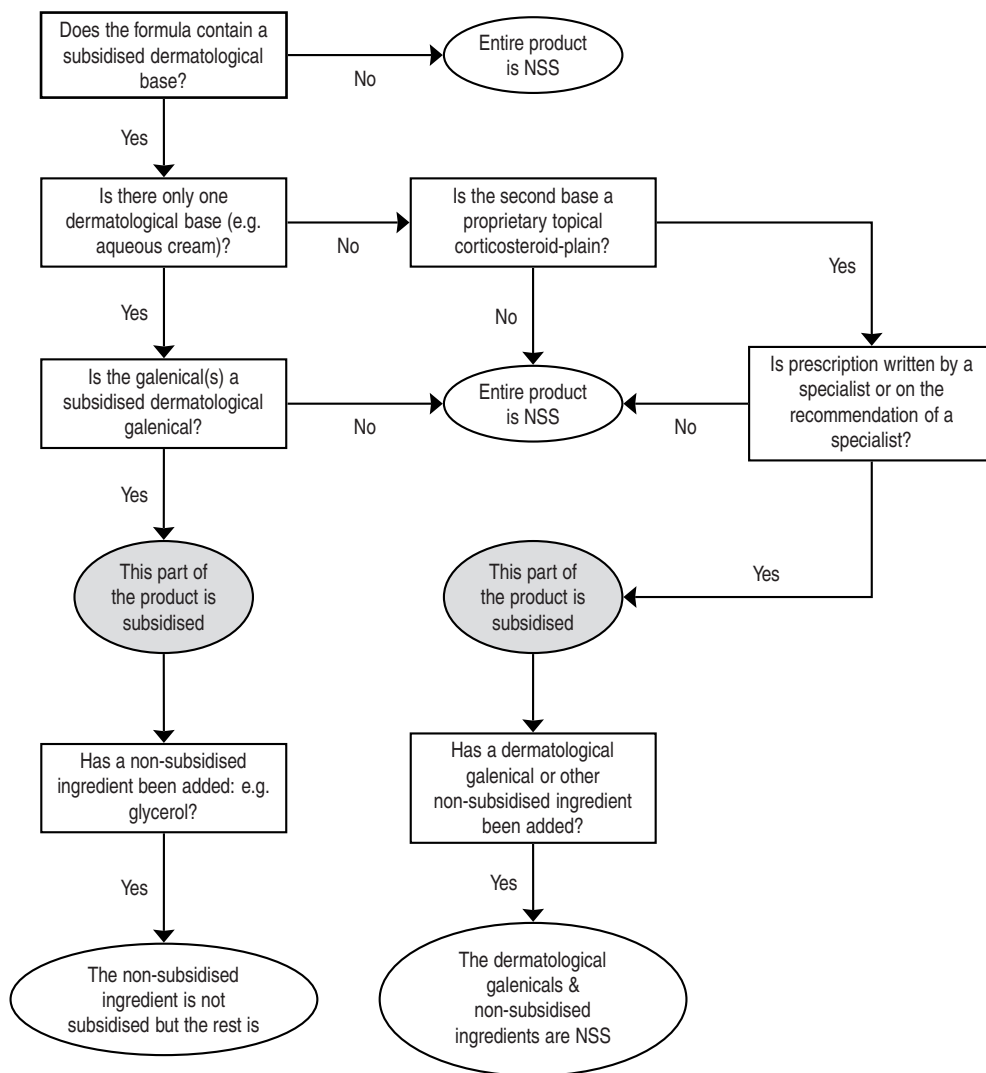 Does the formula contain a
subsidised dermatological
base?
No
Entire product
is NSS
Yes
Is there only one
dermatological base (e.g.
aqueous cream)?
No
Is the second base a
proprietary topical
corticosteroid-plain?
Yes
Yes
No
Is the galenical(s) a
subsidised dermatological
galenical?
No
Entire product
is NSS
No
Is prescription written by a
specialist or on the
recommendation of a
specialist?
Yes
Yes
This part of
the product is
subsidised
This part of
the product is
subsidised
Has a non-subsidised
ingredient been added: e.g.
glycerol?
Has a dermatological
galenical or other
non-subsidised ingredient
been added?
Yes
Yes
The non-subsidised
ingredient is not
subsidised but the rest is
The dermatological
galenicals &
non-subsidised
ingredients are NSS